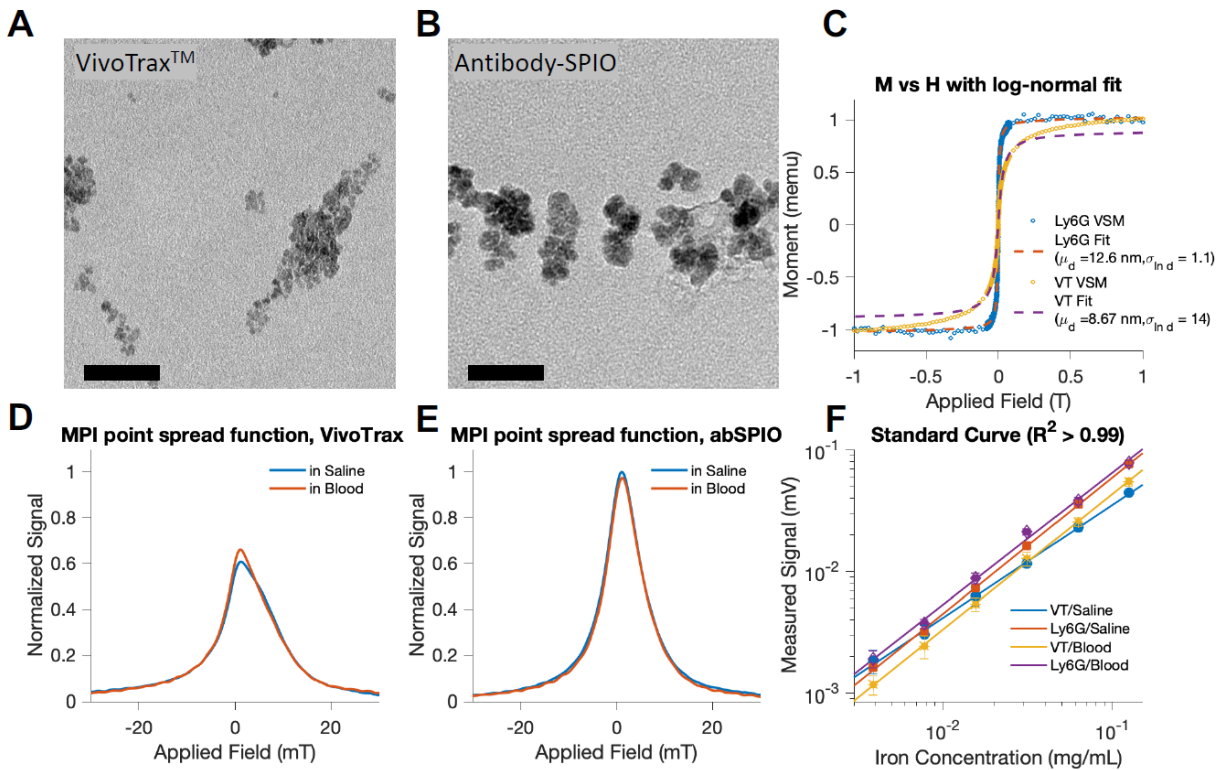 A
VivoTrax™
B
Antibody-SPIO
C
M vs H with log-normal fit
Moment (memu)
1
0.5
0
-0.5
-1
Ly6G VSM
Ly6G Fit
(μd =12.6 nm,σln d = 1.1)
VT VSM
VT Fit
(μd =8.67 nm,σln d = 14)
-1
-0.5
0
0.5
1
Applied Field (T)
D
MPI point spread function, VivoTrax
Normalized Signal
1
0.8
0.6
0.4
0.2
0
in Saline
in Blood
-20
0
20
Applied Field (mT)
E
MPI point spread function, abSPIO
Normalized Signal
1
0.8
0.6
0.4
0.2
0
in Saline
in Blood
-20
0
20
Applied Field (mT)
F
Standard Curve (R² > 0.99)
Measured Signal (mV)
10⁻¹
10⁻²
10⁻³
VT/Saline
Ly6G/Saline
VT/Blood
Ly6G/Blood
10⁻²
10⁻¹
Iron Concentration (mg/mL)